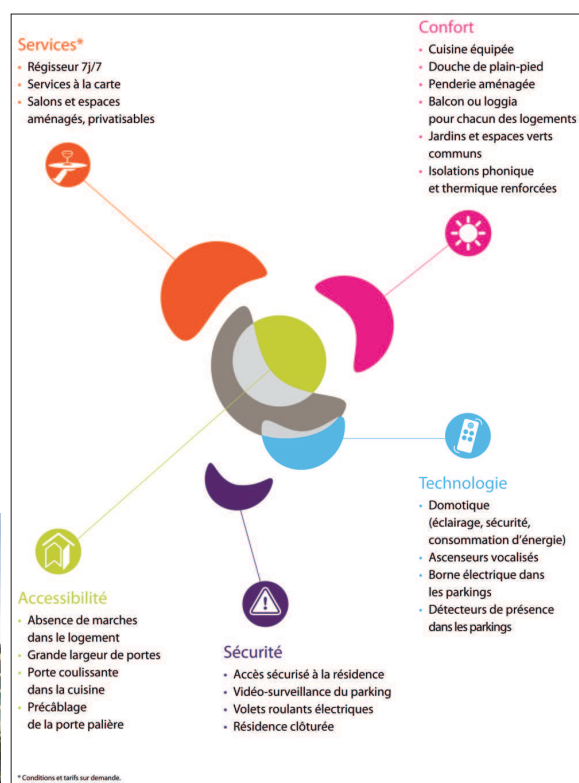 Services*
• Régisseur 7j/7
• Services à la carte
• Salons et espaces
aménagés, privatisables
Confort
• Cuisine équipée
• Douche de plain-pied
• Penderie aménagée
• Balcon ou loggia
pour chacun des logements
• Jardins et espaces verts
communs
• Isolations phonique
et thermique renforcées
Technologie
• Domotique
(éclairage, sécurité,
consommation d'énergie)
• Ascenseurs vocalisés
• Borne électrique dans
les parkings
• Détecteurs de présence
dans les parkings
Accessibilité
• Absence de marches
dans le logement
• Grande largeur de portes
• Porte coulissante
dans la cuisine
• Précâblage
de la porte palière
Sécurité
• Accès sécurisé à la résidence
• Vidéo-surveillance du parking
• Volets roulants électriques
• Résidence clôturée
* Conditions et tarifs sur demande.